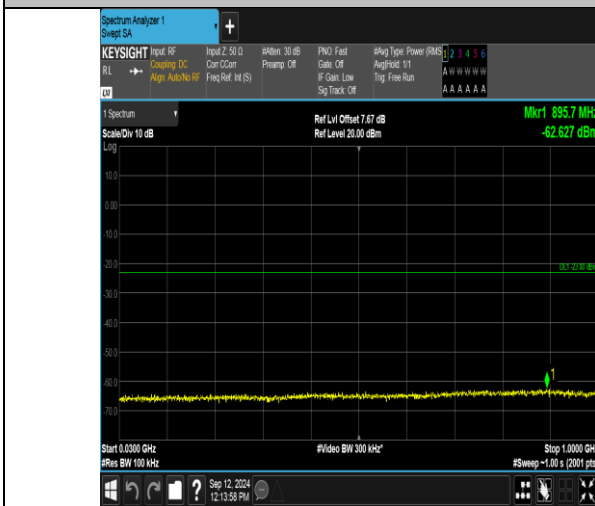 Spectrum Analyzer 1
Swept SA
+
KEYSIGHT
RL
Input: RF
Coupling: DC
Align: Auto/No RF
Input Z: 50 Ω
Corr CCorr
Freq Ref: Int (S)
#Atten: 30 dB
Preamp: Off
PNO: Fast
Gate: Off
IF Gain: Low
Sig Track: Off
#Avg Type: Power (RMS
Avg|Hold: 1/1
Trig: Free Run
1 2 3 4 5 6
A W W W W W
A A A A A A
1 Spectrum
Scale/Div 10 dB
Log
Ref Lvl Offset 7.67 dB
Ref Level 20.00 dBm
Mkr1 895.7 MHz
-62.627 dBm
10.0
0.00
-10.0
-20.0
DL1 -23.00 dBm
-30.0
-40.0
-50.0
-60.0
1
-70.0
Start 0.0300 GHz
#Res BW 100 kHz
#Video BW 300 kHz*
Stop 1.0000 GH
#Sweep ~1.00 s (2001 pts
?
Sep 12, 2024
12:13:58 PM